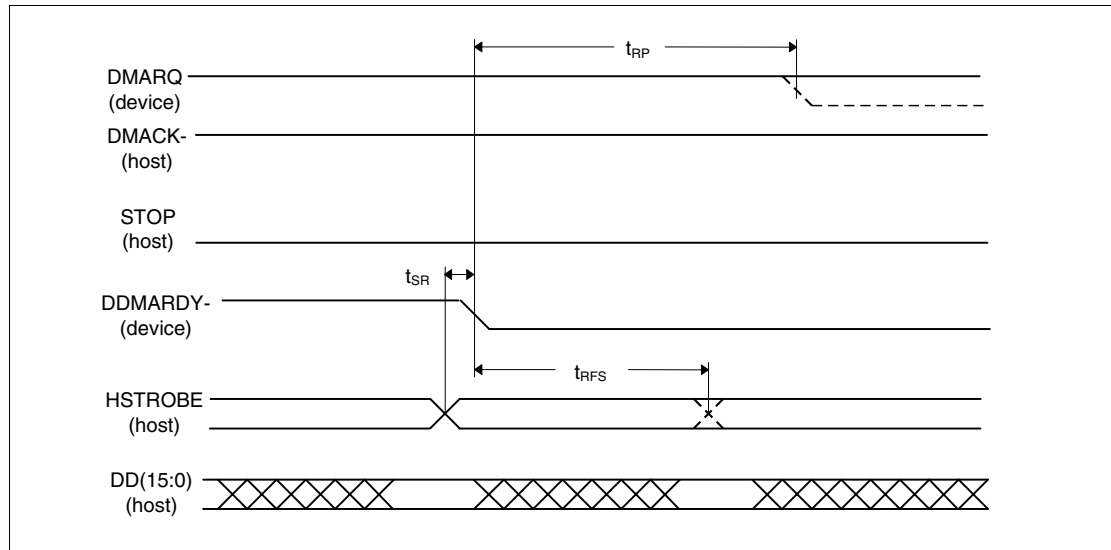 tRP
DMARQ
(device)
DMACK-
(host)
STOP
(host)
tSR
DDMARDY-
(device)
tRFS
HSTROBE
(host)
DD(15:0)
(host)